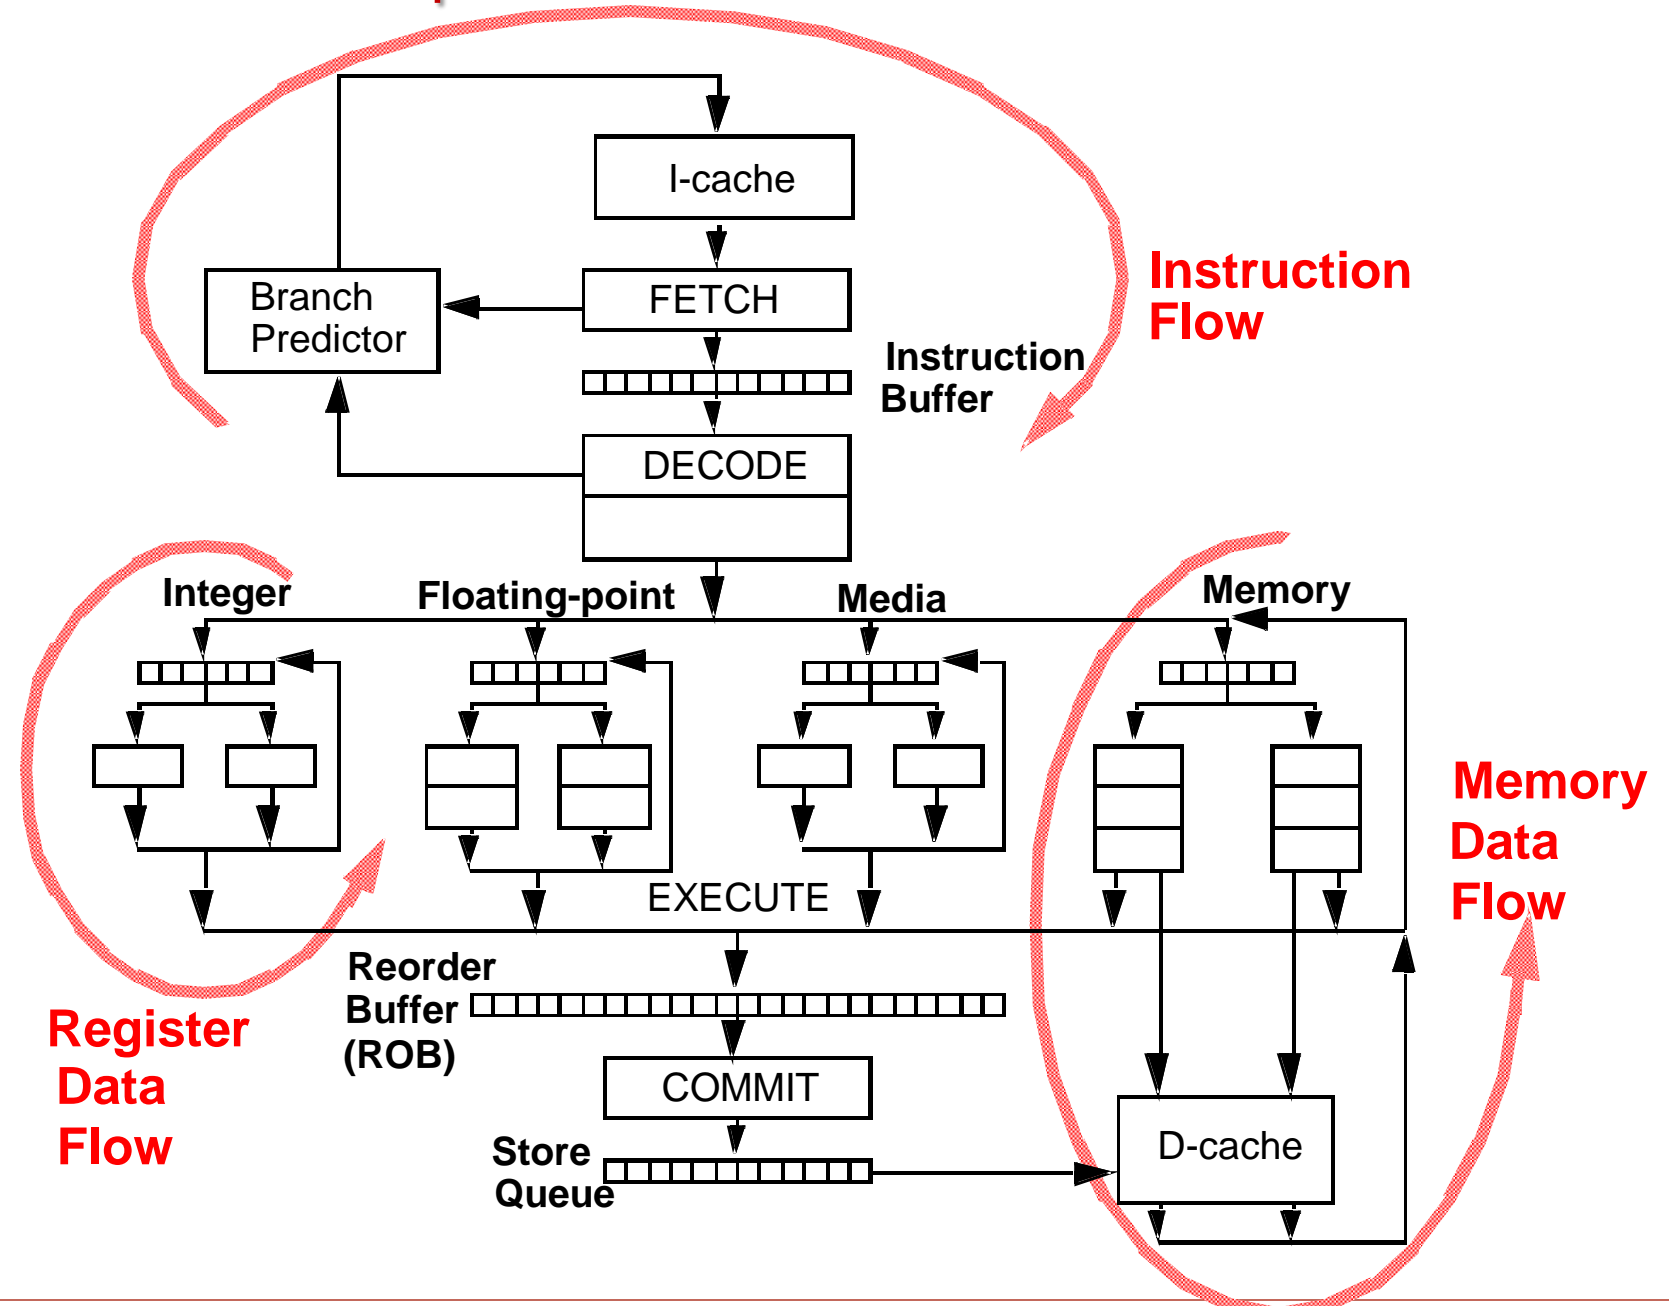 I-cache
Instruction
Flow
Branch
Predictor
FETCH
Instruction
Buffer
DECODE
Integer
Floating-point
Media
Memory
Memory
Data
Flow
EXECUTE
Reorder
Buffer
(ROB)
Register
Data
Flow
COMMIT
Store
Queue
D-cache